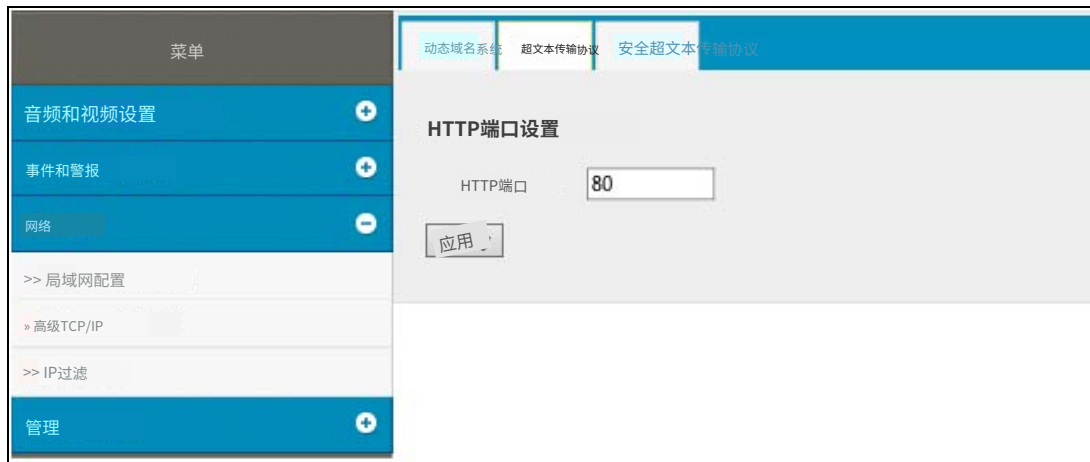 菜单
音频和视频设置
事件和警报
网络
>> 局域网配置
» 高级TCP/IP
>> IP过滤
管理
动态域名系统 超文本传输协议 安全超文本传输协议
HTTP端口设置
HTTP端口 80
应用